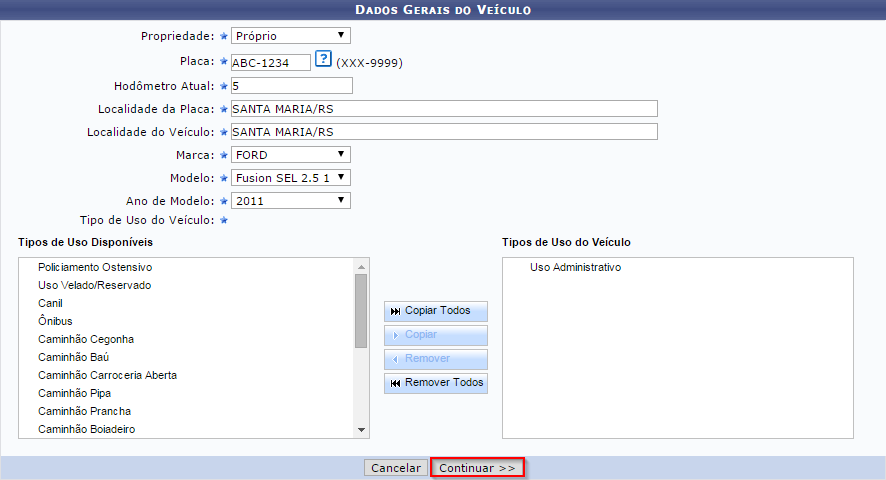 Dados Gerais do Veículo
Propriedade: Próprio
Placa: ABC-1234 ? (XXX-9999)
Hodômetro Atual: 5
Localidade da Placa: SANTA MARIA/RS
Localidade do Veículo: SANTA MARIA/RS
Marca: FORD
Modelo: Fusion SEL 2.5 1
Ano de Modelo: 2011
Tipo de Uso do Veículo:
Tipos de Uso Disponíveis
Policiamento Ostensivo
Uso Velado/Reservado
Canil
Ônibus
Caminhão Cegonha
Caminhão Baú
Caminhão Carroceria Aberta
Caminhão Pipa
Caminhão Prancha
Caminhão Boiadeiro
Copiar Todos
Copiar
Remover
Remover Todos
Tipos de Uso do Veículo
Uso Administrativo
Cancelar Continuar >>